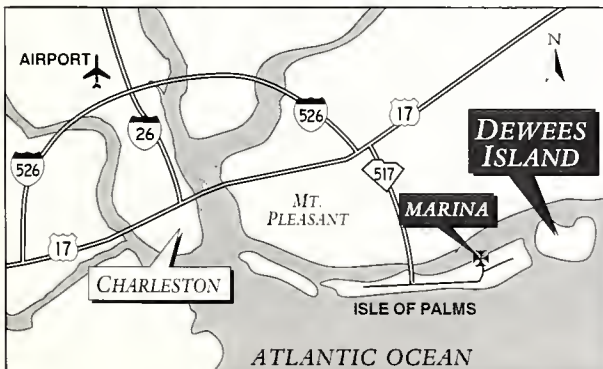 AIRPORT
N
526
26
526
17
517
DEWEES
ISLAND
MT.
PLEASANT
MARINA
17
CHARLESTON
ISLE OF PALMS
ATLANTIC OCEAN